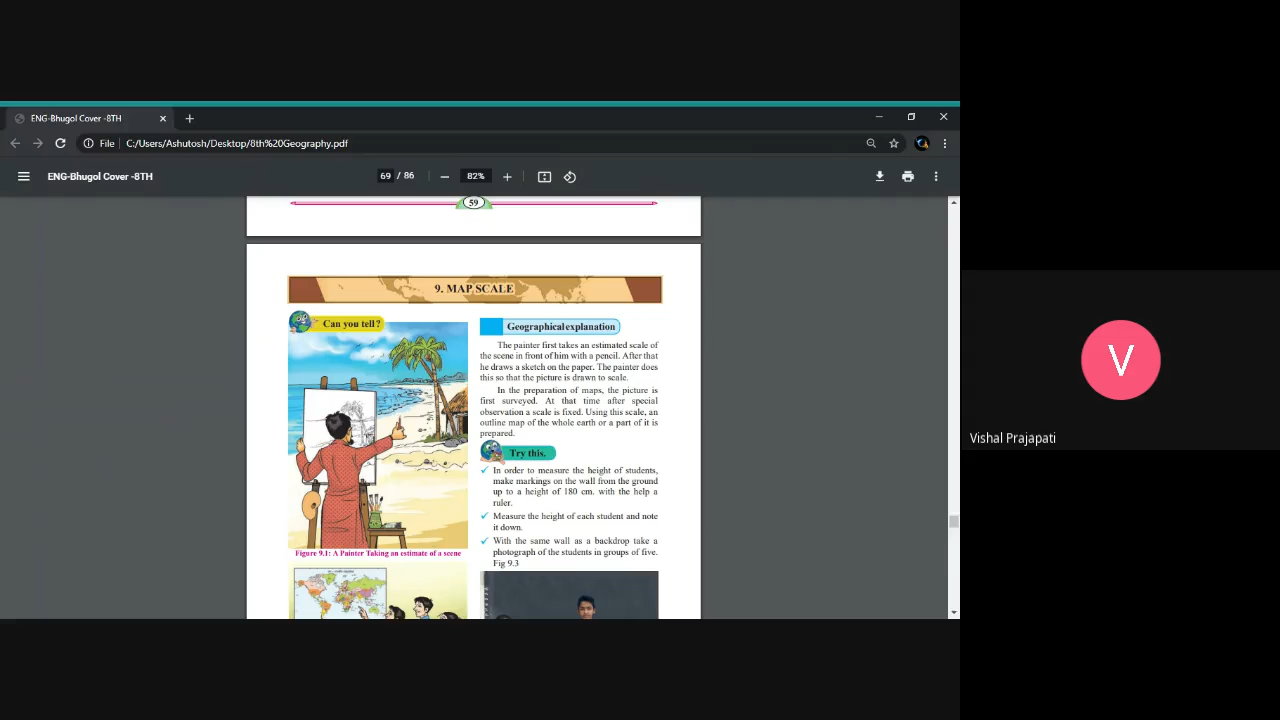 ENG-Bhugol Cover -8TH
File
C:/Users/Ashutosh/Desktop/8th%20Geography.pdf
ENG-Bhugol Cover -8TH
69 / 86
82%
59
9. MAP SCALE
Can you tell?
Figure 9.1: A Painter Taking an estimate of a scene
Geographical explanation
The painter first takes an estimated scale of
the scene in front of him with a pencil. After that
he draws a sketch on the paper. The painter does
this so that the picture is drawn to scale.
In the preparation of maps, the picture is
first surveyed. At that time after special
observation a scale is fixed. Using this scale, an
outline map of the whole earth or a part of it is
prepared.
Try this.
✓ In order to measure the height of students,
make markings on the wall from the ground
up to a height of 180 cm. with the help a
ruler.
✓ Measure the height of each student and note
it down.
✓ With the same wall as a backdrop take a
photograph of the students in groups of five.
Fig 9.3
V
Vishal Prajapati